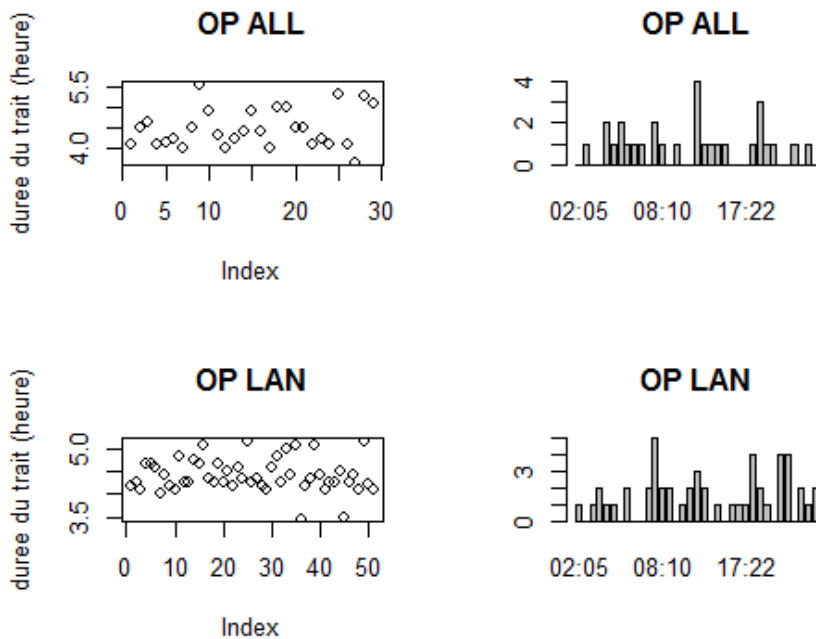 OP ALL
duree du trait (heure)
5.5
4.0
0 5 10 20 30
Index
OP ALL
4
2
0
02:05 08:10 17:22
OP LAN
duree du trait (heure)
5.0
3.5
0 10 20 30 40 50
Index
OP LAN
3
0
02:05 08:10 17:22